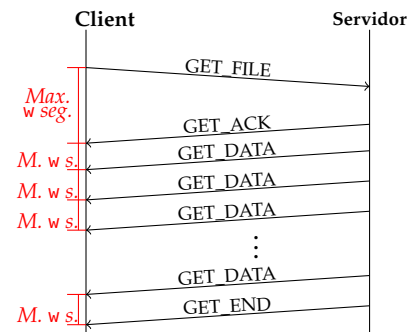 Client Servidor
GET_FILE
Max.
w seg.
GET_ACK
GET_DATA
M. w s.
GET_DATA
M. w s.
GET_DATA
M. w s.
GET_DATA
GET_END
M. w s.